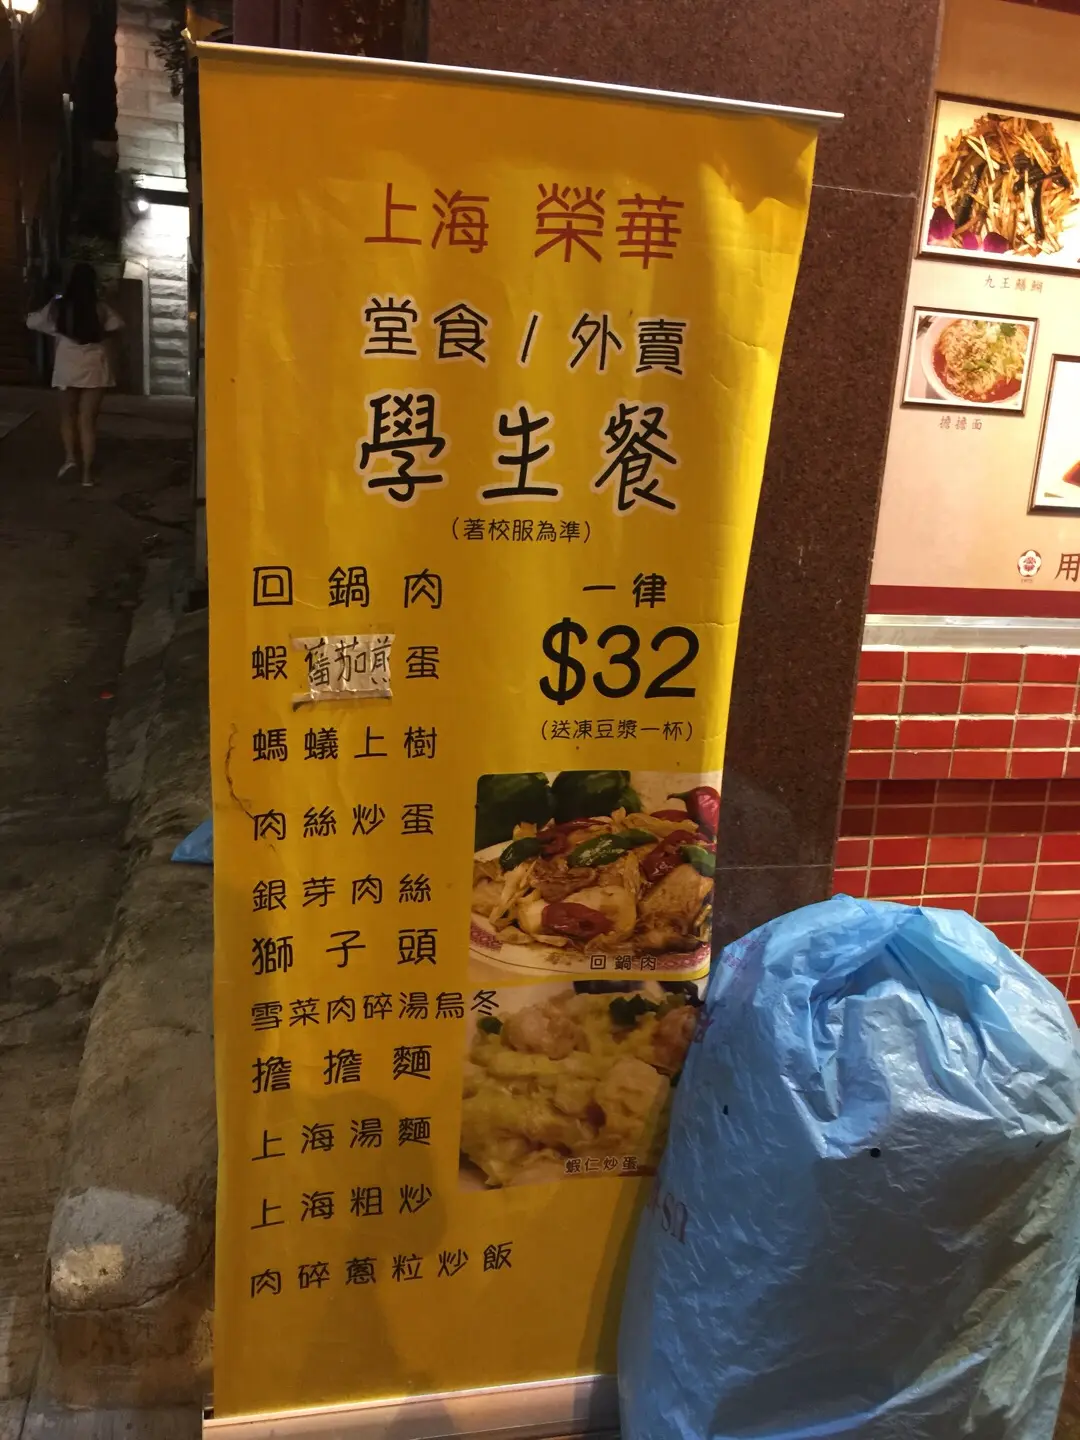 上海 榮華
堂食/外賣
學生餐
(著校服為準)
回鍋肉
一律
$32
(送凍豆漿一杯)
蝦蕃茄煎蛋
螞蟻上樹
肉絲炒蛋
銀芽肉絲
獅子頭
雪菜肉碎湯烏冬
擔擔麵
上海湯麵
上海粗炒
肉碎蔥粒炒飯
回鍋肉
蝦仁炒蛋
擔擔面
用